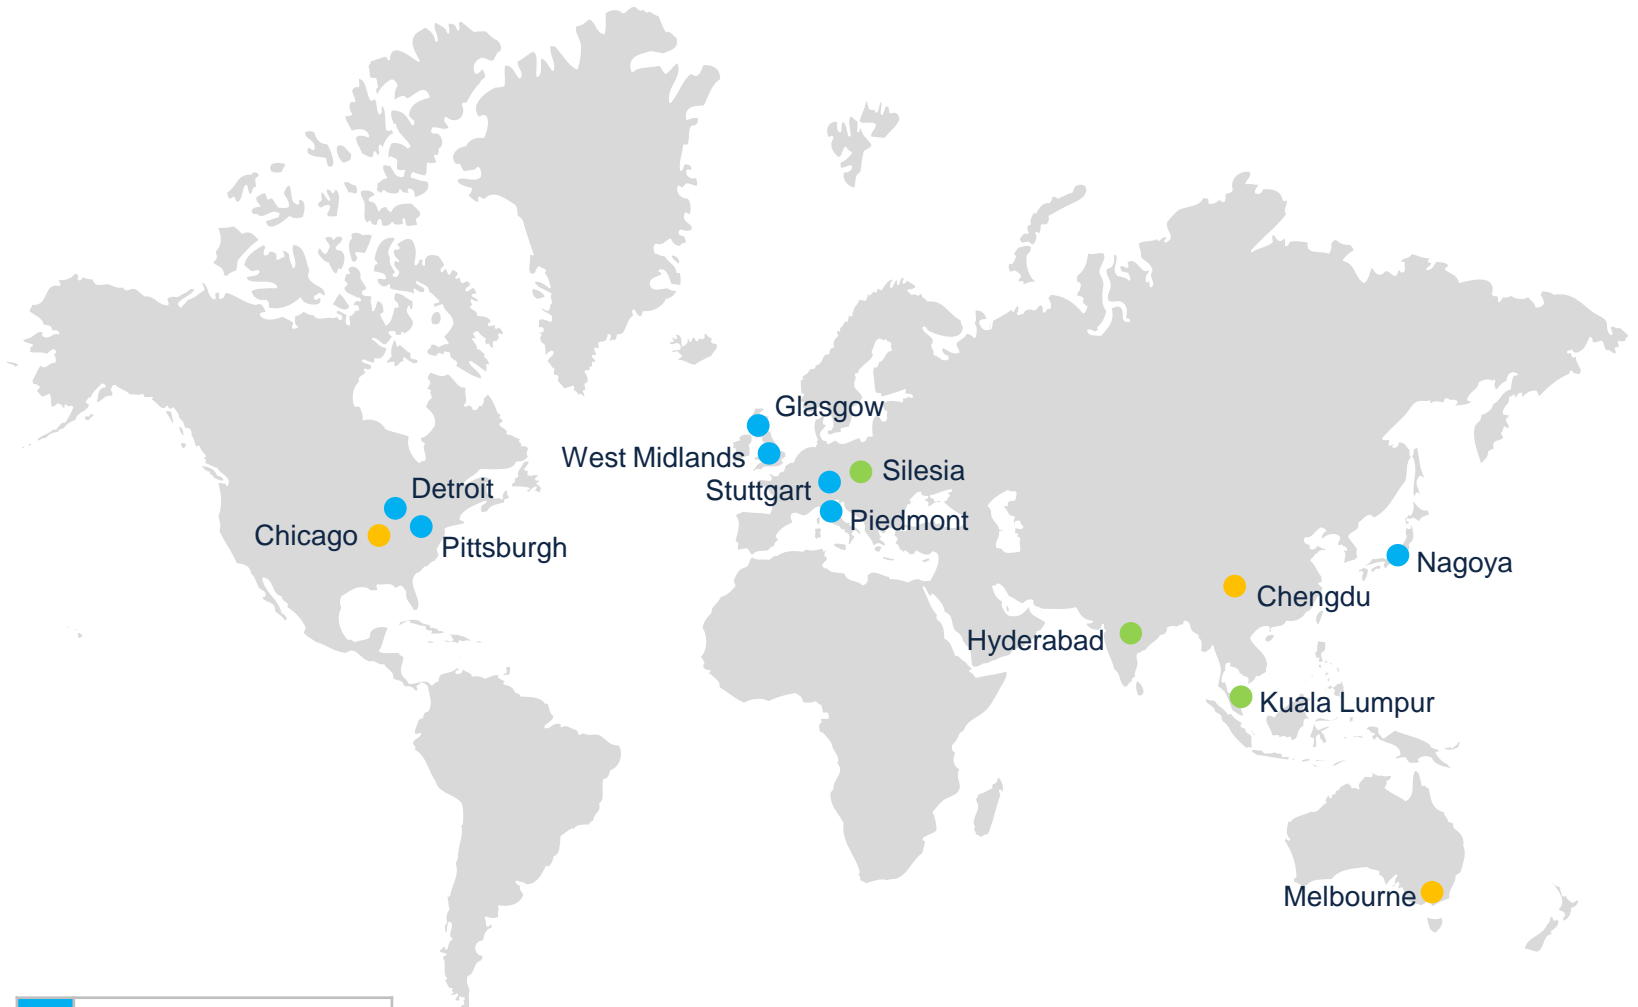 Glasgow
West Midlands
Silesia
Stuttgart
Detroit
Piedmont
Chicago
Pittsburgh
Nagoya
Chengdu
Hyderabad
Kuala Lumpur
Melbourne